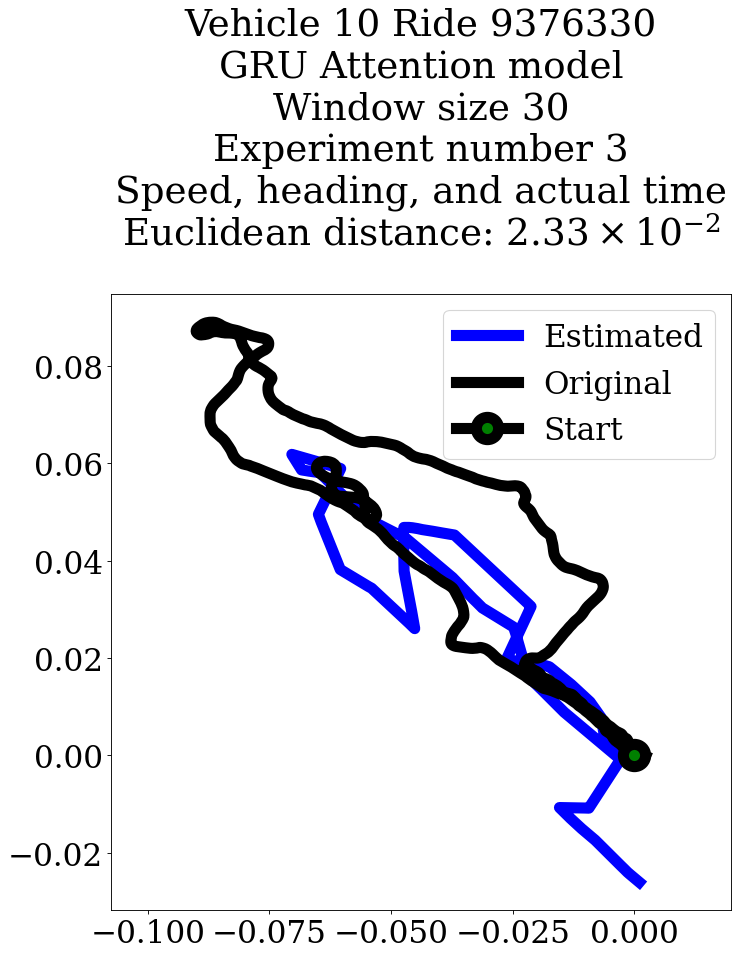 Vehicle 10 Ride 9376330
GRU Attention model
Window size 30
Experiment number 3
Speed, heading, and actual time
Euclidean distance: 2.33 × 10⁻²
Estimated
Original
Start
0.08
0.06
0.04
0.02
0.00
−0.02
−0.100 −0.075 −0.050 −0.025 0.000